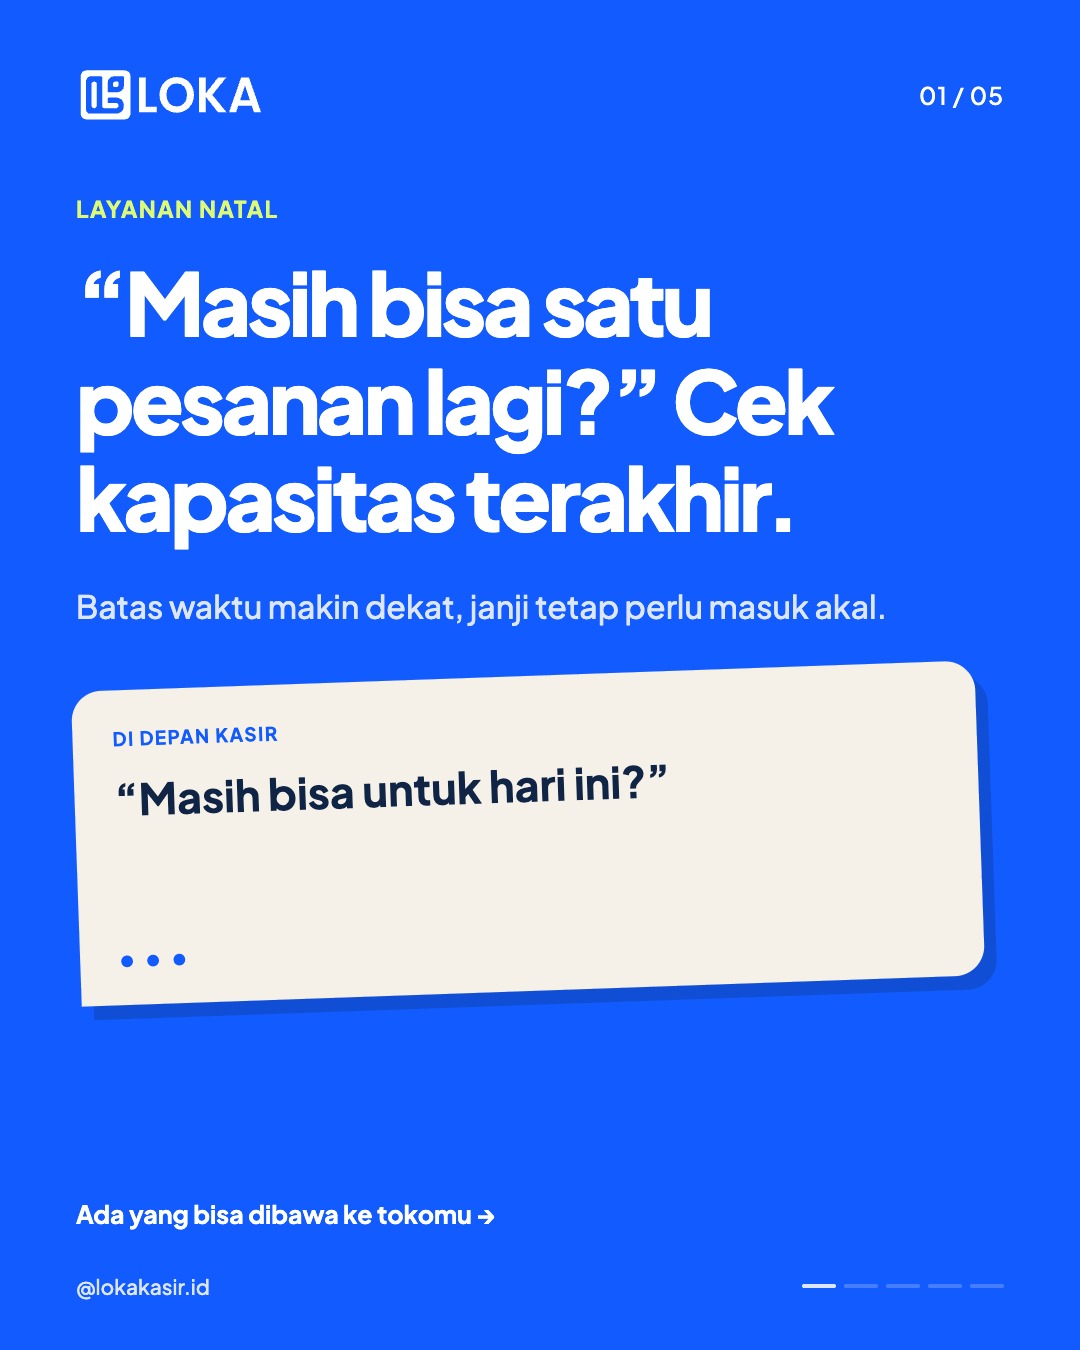 LOKA
01 / 05
LAYANAN NATAL
“Masih bisa satu
pesanan lagi?” Cek
kapasitas terakhir.
Batas waktu makin dekat, janji tetap perlu masuk akal.
DI DEPAN KASIR
“Masih bisa untuk hari ini?”
Ada yang bisa dibawa ke tokomu →
@lokakasir.id